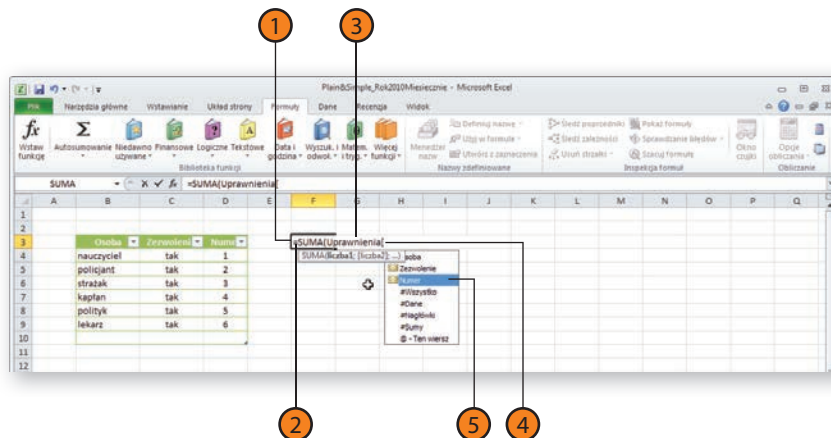 1 3
Plain&Simple_Rok2010Miesiecznie - Microsoft Excel
Plik Narzędzia główne Wstawianie Układ strony Formuły Dane Recenzja Widok
fx Σ θ A
Wstaw funkcję Autosumowanie Niedawno używane Finansowe Logiczne Tekstowe Data i godzina Wyszuk. i odwoł. Matem. i tryg. Więcej funkcji
Biblioteka funkcji
Menedżer nazw Definiuj nazwę Użyj w formule Utwórz z zaznaczenia
Nazwy zdefiniowane
Śledź poprzedniki Śledź zależności Usuń strzałki Pokaż formuły Sprawdzanie błędów Szacuj formułę Okno czujki
Inspekcja formuł
Opcje obliczania
Obliczanie
SUMA fx =SUMA(Uprawnienia[
A B C D E F G H I J K L M N O P Q
1
2
3 Osoba Zezwoleni Nume =SUMA(Uprawnienia[
4 nauczyciel tak 1 SUMA(liczba1; [liczba2]; ...) soba
5 policjant tak 2 Zezwolenie
6 strażak tak 3 Numer
7 kapłan tak 4 #Wszystko
8 polityk tak 5 #Dane
#Nagłówki
9 lekarz tak 6 #Sumy
10 @ - Ten wiersz
11
12
2 5 4